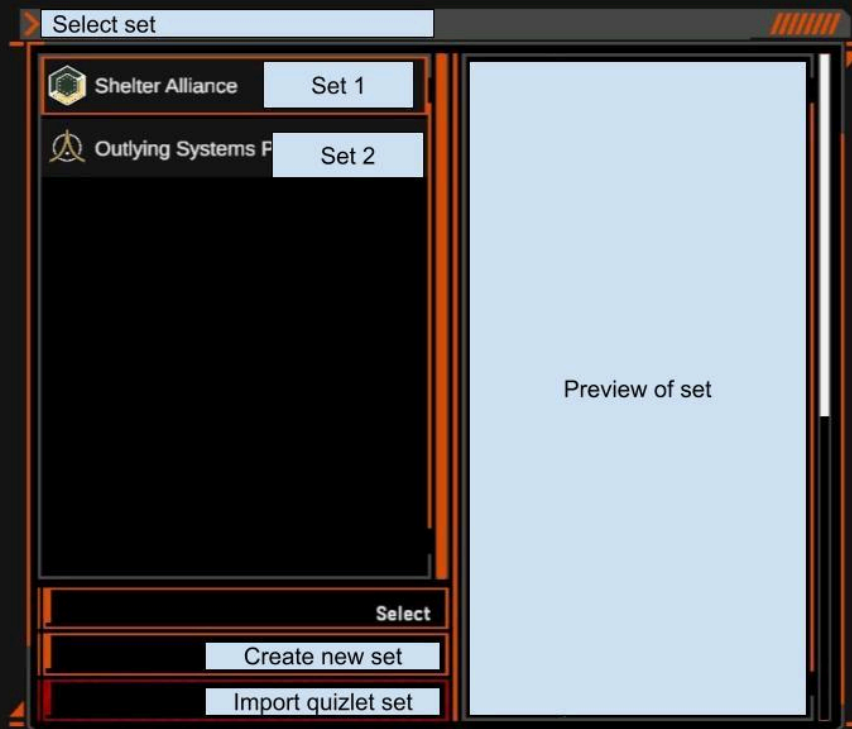 Select set
Shelter Alliance Set 1
Outlying Systems P Set 2
Preview of set
Select
Create new set
Import quizlet set